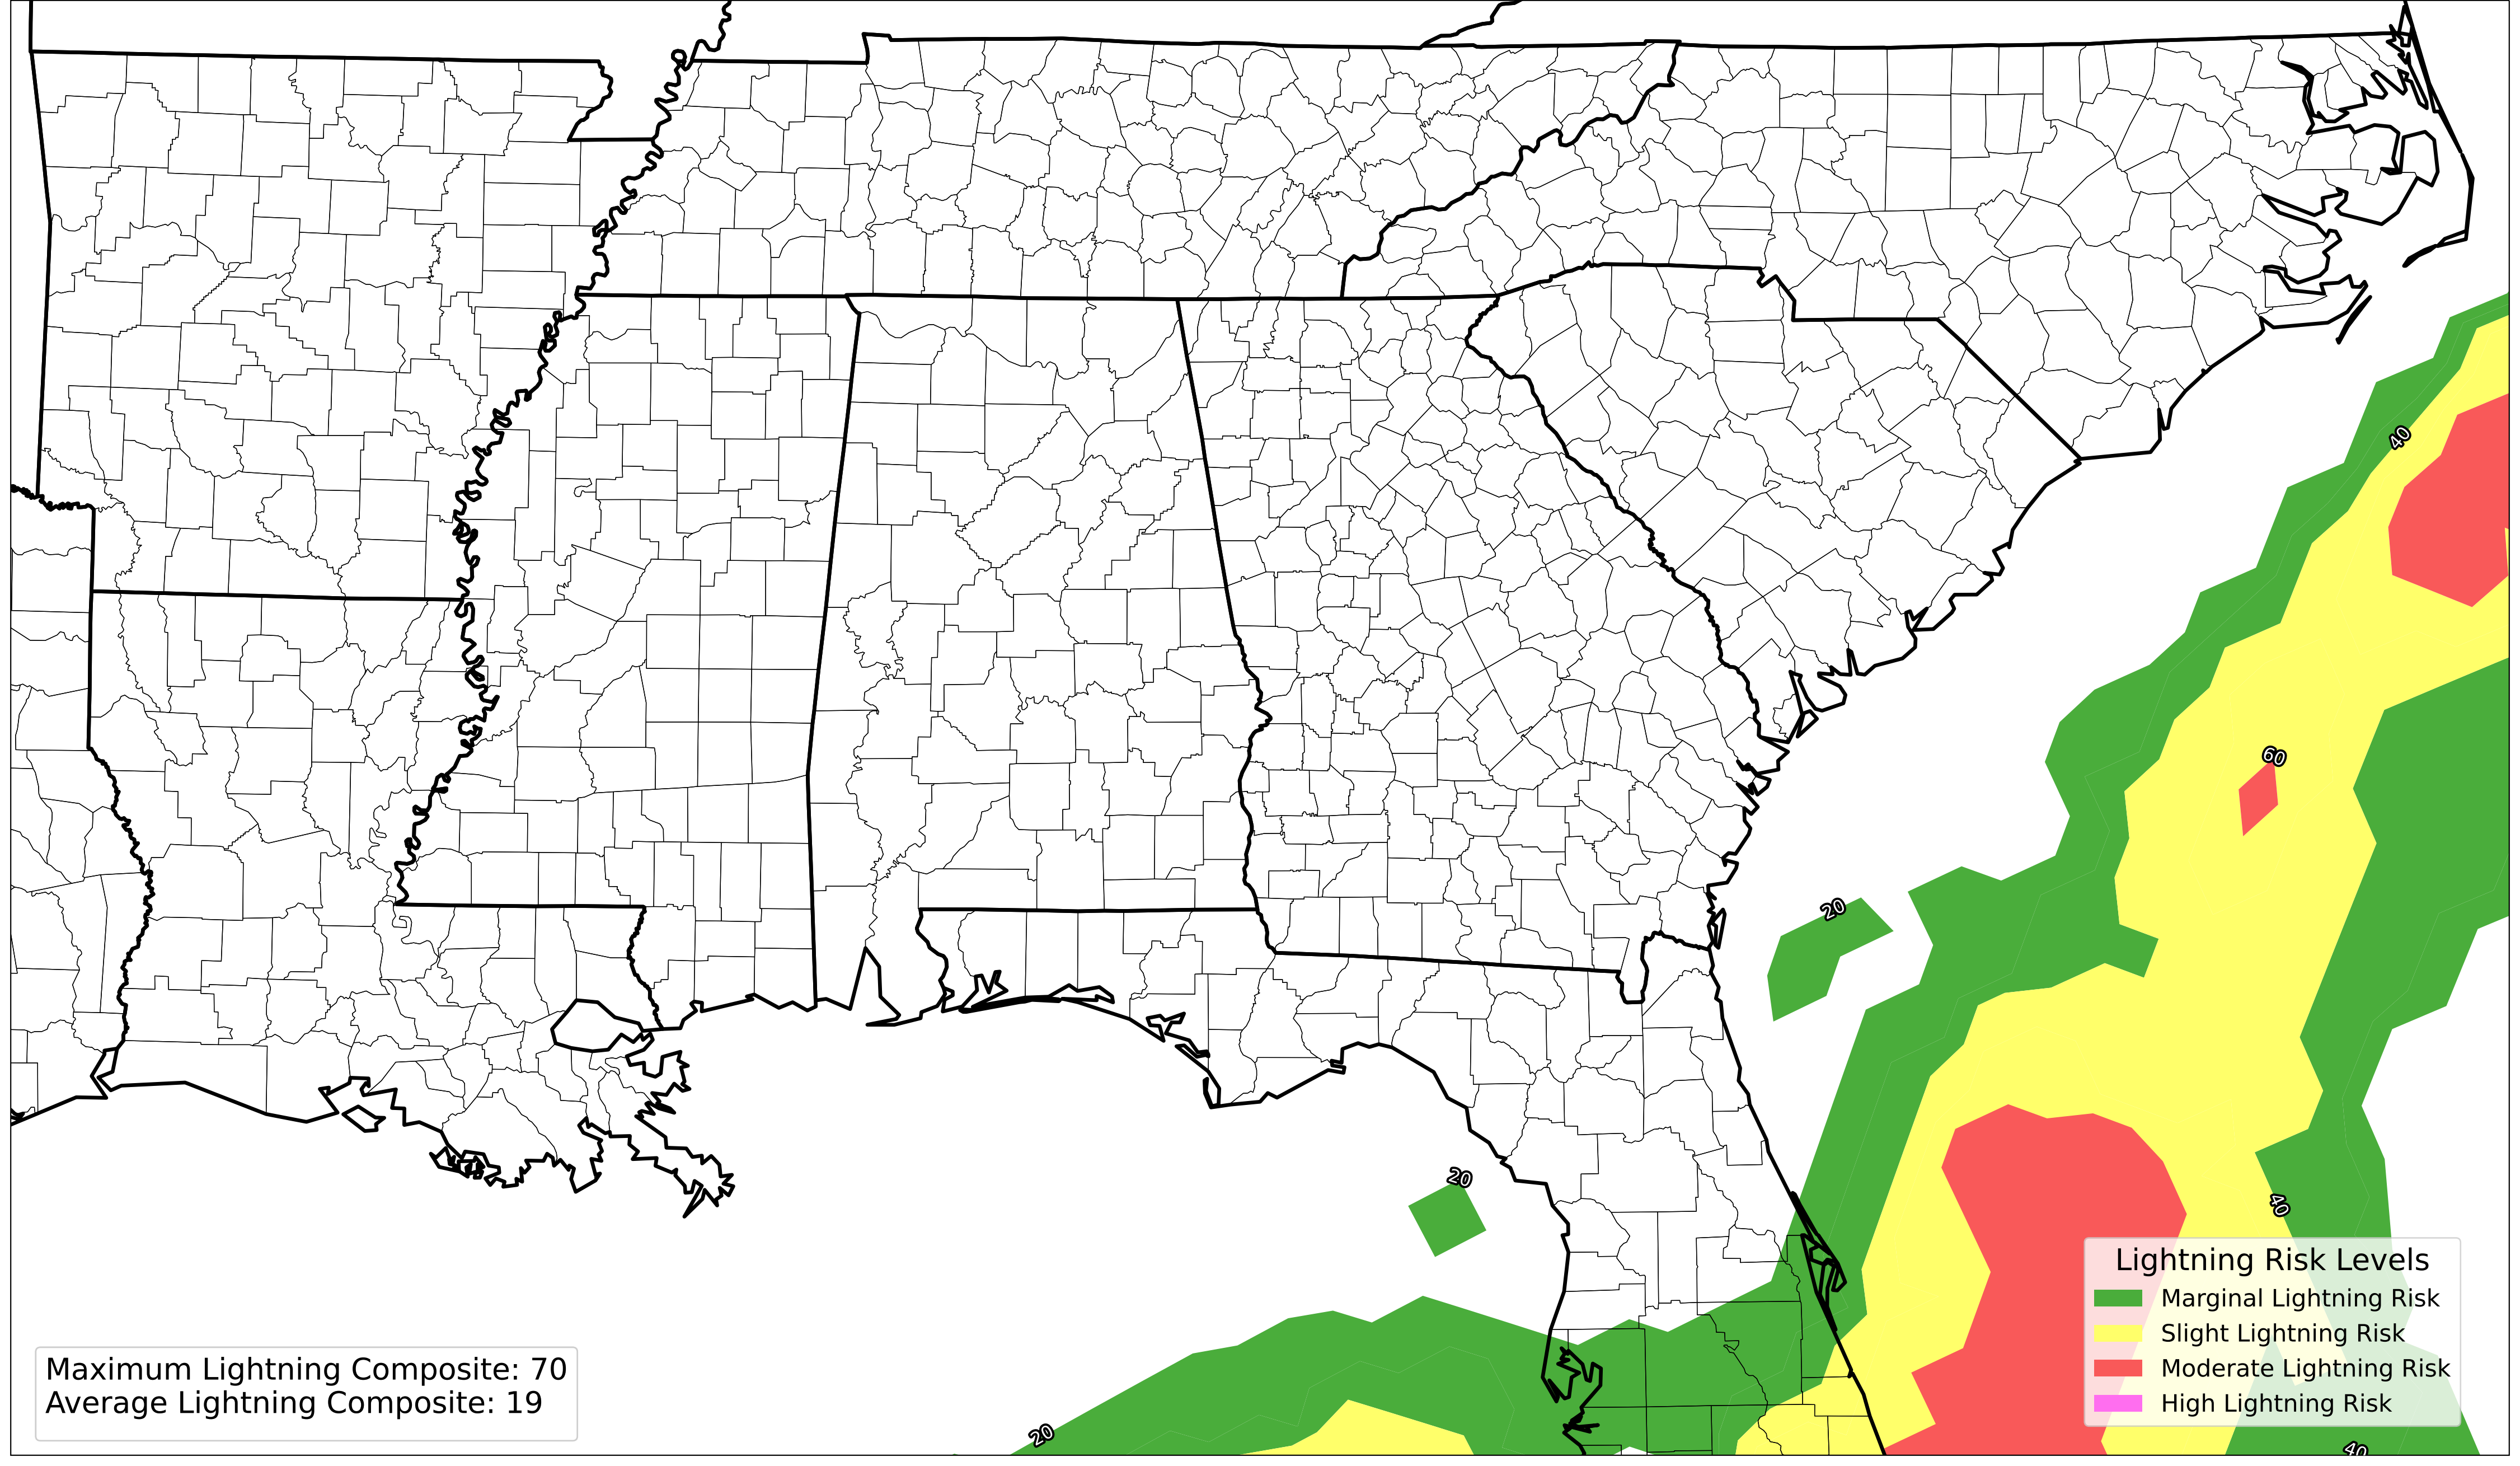 40
60
20
20
40
Lightning Risk Levels
Marginal Lightning Risk
Slight Lightning Risk
Moderate Lightning Risk
High Lightning Risk
Maximum Lightning Composite: 70
Average Lightning Composite: 19
20
40